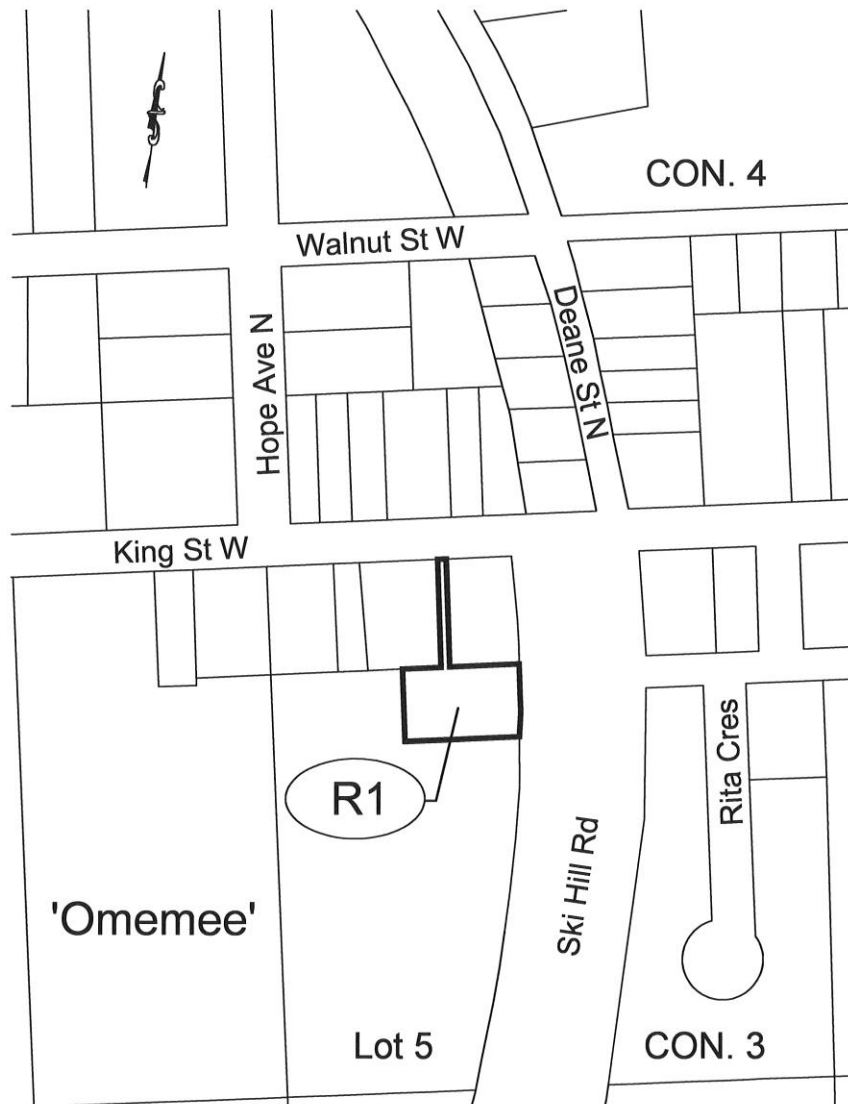 CON. 4
Walnut St W
Deane St N
Hope Ave N
King St W
R1
Rita Cres
Ski Hill Rd
'Omemee'
Lot 5
CON. 3